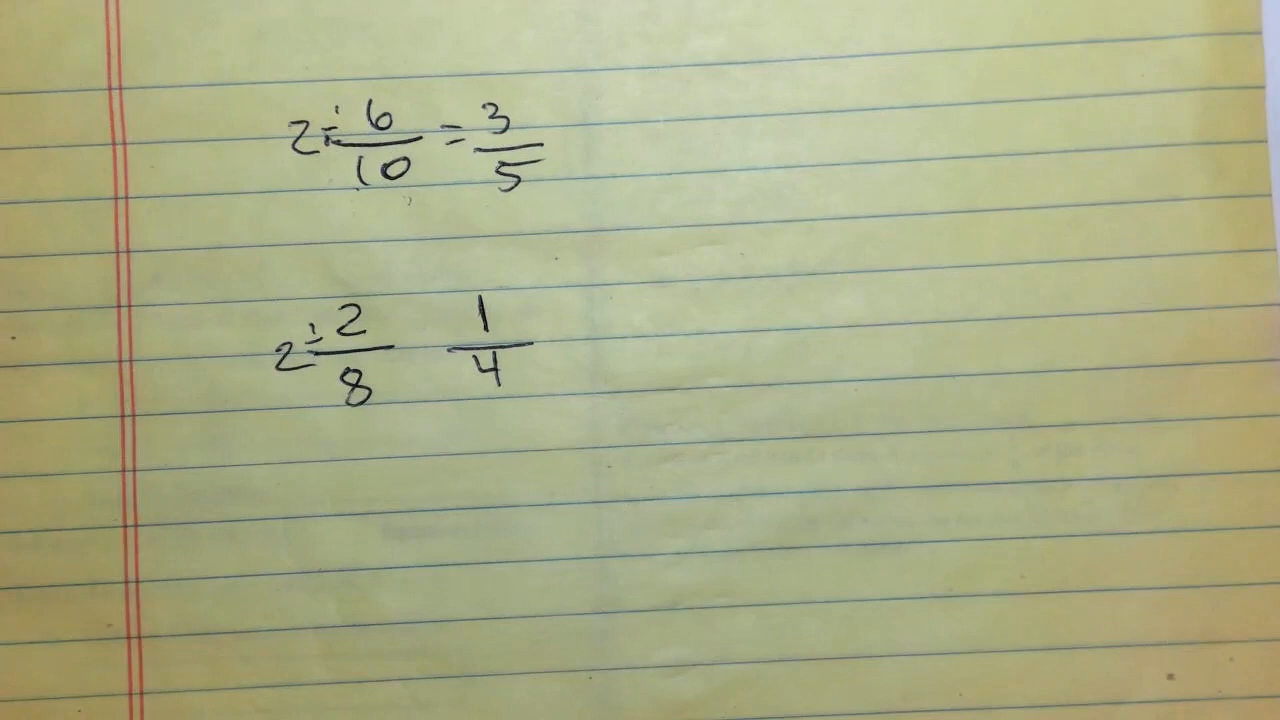 2 ÷ 6/10 = 3/5
2 ÷ 2/8 1/4